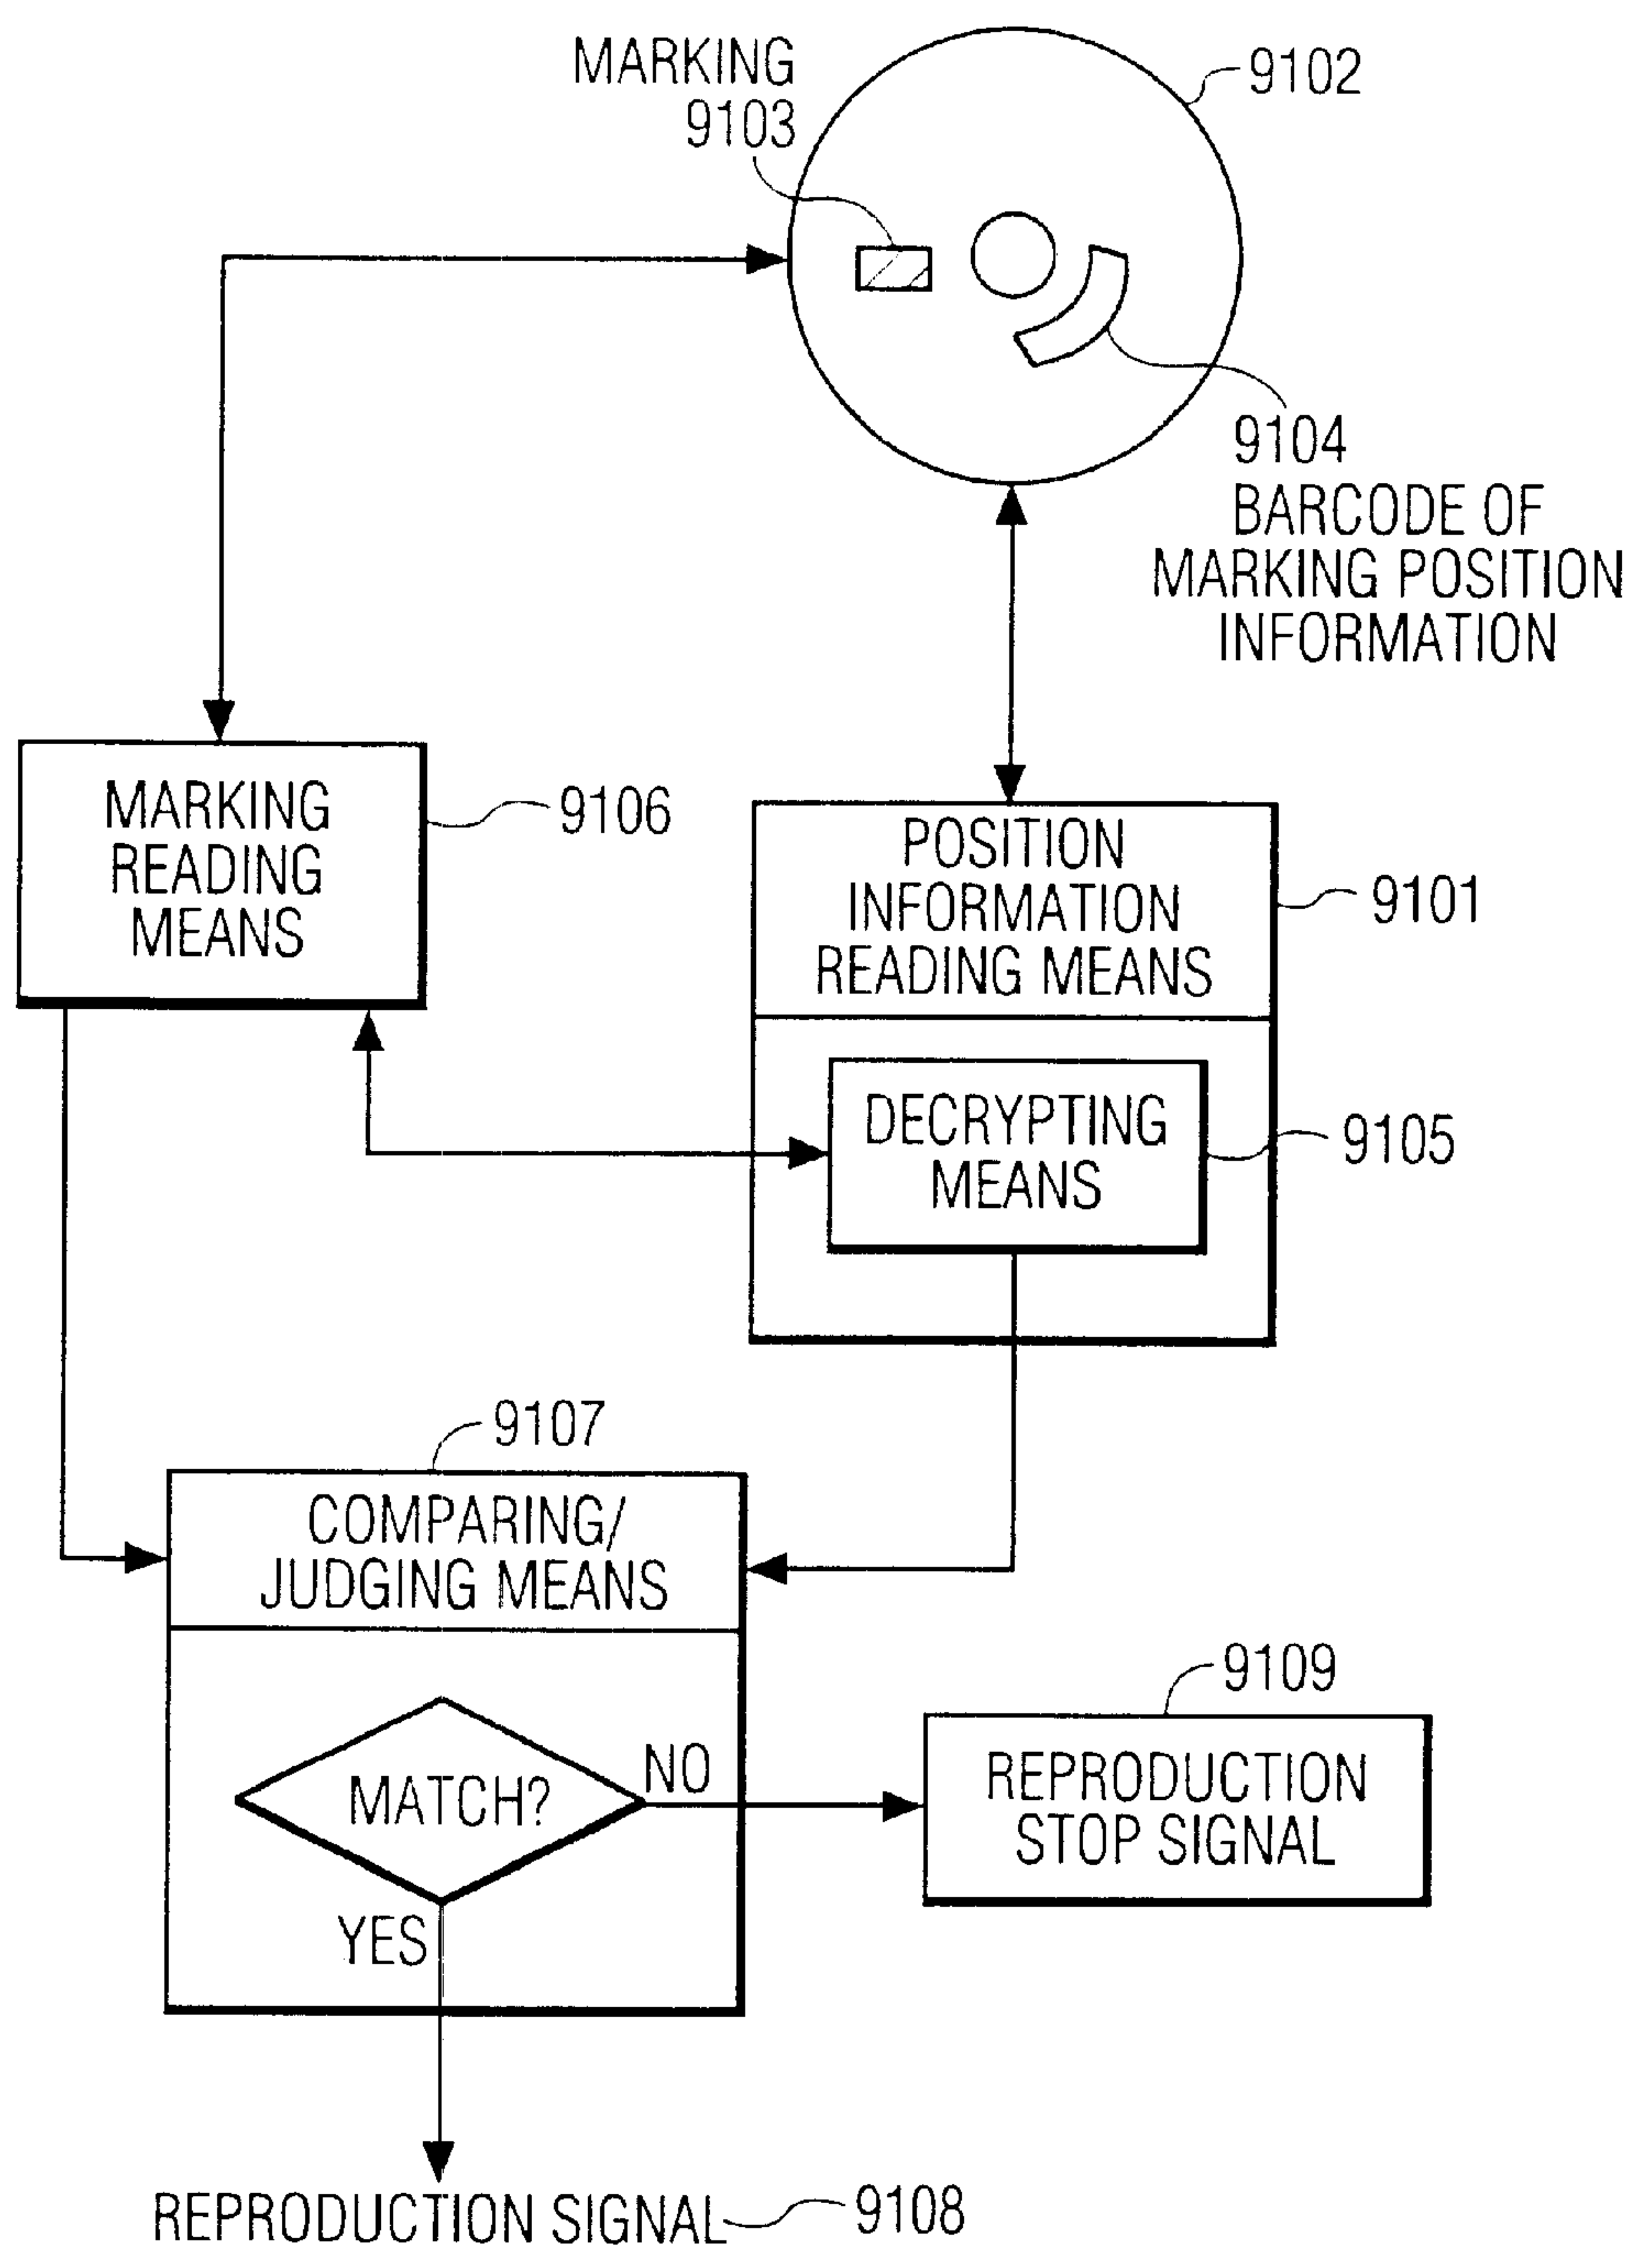 MARKING
9103
9102
9104
BARCODE OF
MARKING POSITION
INFORMATION
MARKING
READING
MEANS
9106
POSITION
INFORMATION
READING MEANS
9101
DECRYPTING
MEANS
9105
9107
COMPARING/
JUDGING MEANS
MATCH?
NO
YES
9109
REPRODUCTION
STOP SIGNAL
REPRODUCTION SIGNAL
9108